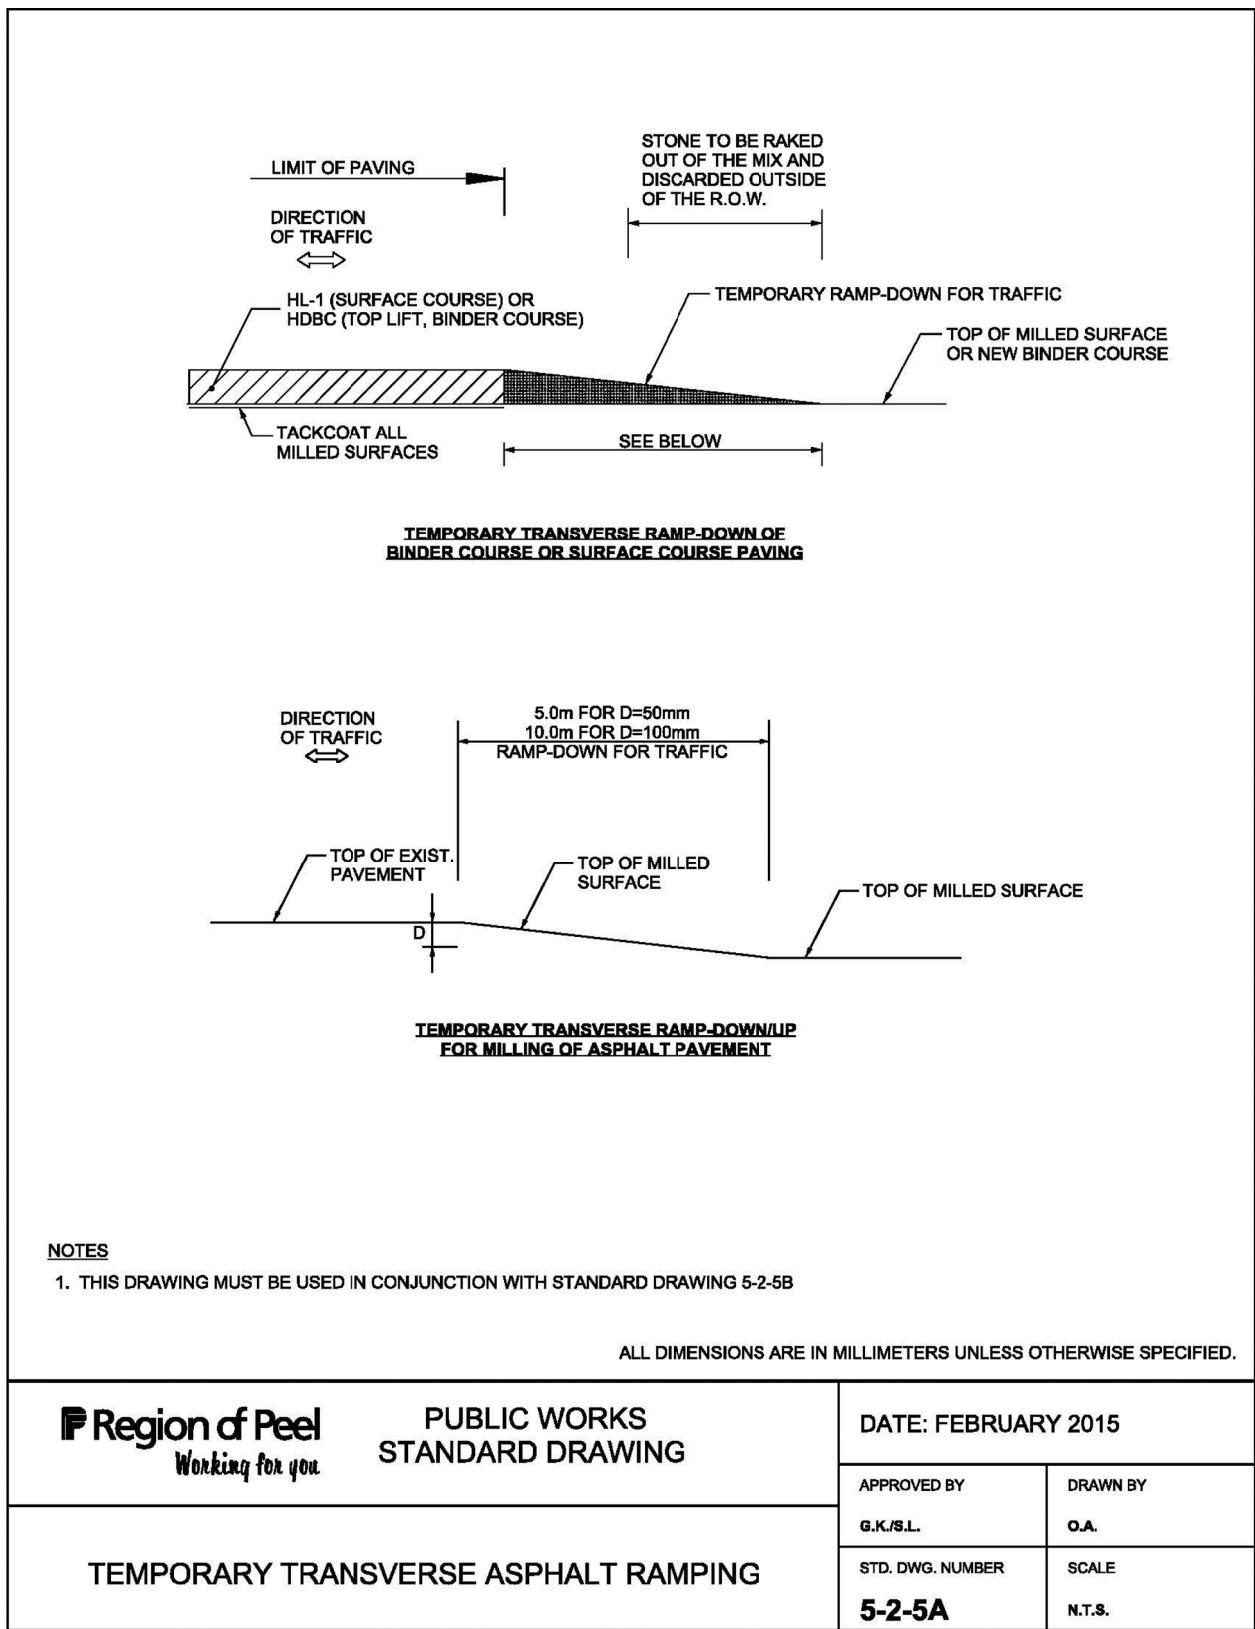 STONE TO BE RAKED
OUT OF THE MIX AND
DISCARDED OUTSIDE
OF THE R.O.W.
LIMIT OF PAVING
DIRECTION
OF TRAFFIC
HL-1 (SURFACE COURSE) OR
HDBC (TOP LIFT, BINDER COURSE)
TEMPORARY RAMP-DOWN FOR TRAFFIC
TOP OF MILLED SURFACE
OR NEW BINDER COURSE
TACKCOAT ALL
MILLED SURFACES
SEE BELOW
TEMPORARY TRANSVERSE RAMP-DOWN OF
BINDER COURSE OR SURFACE COURSE PAVING
DIRECTION
OF TRAFFIC
5.0m FOR D=50mm
10.0m FOR D=100mm
RAMP-DOWN FOR TRAFFIC
TOP OF EXIST.
PAVEMENT
TOP OF MILLED
SURFACE
TOP OF MILLED SURFACE
D
TEMPORARY TRANSVERSE RAMP-DOWN/UP
FOR MILLING OF ASPHALT PAVEMENT
NOTES
1. THIS DRAWING MUST BE USED IN CONJUNCTION WITH STANDARD DRAWING 5-2-5B
ALL DIMENSIONS ARE IN MILLIMETERS UNLESS OTHERWISE SPECIFIED.
Region of Peel
Working for you
PUBLIC WORKS
STANDARD DRAWING
DATE: FEBRUARY 2015
APPROVED BY
G.K./S.L.
DRAWN BY
O.A.
TEMPORARY TRANSVERSE ASPHALT RAMPING
STD. DWG. NUMBER
5-2-5A
SCALE
N.T.S.